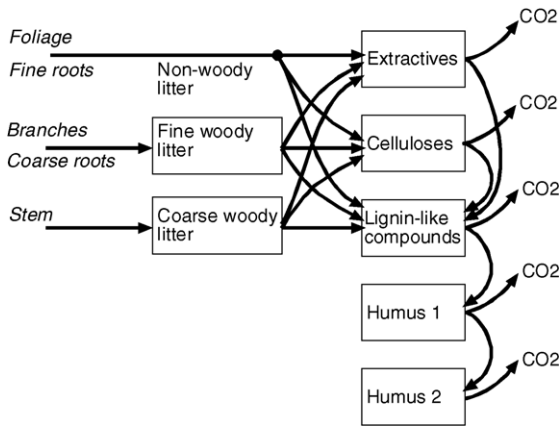 Foliage
Fine roots
Non-woody
litter
Branches
Coarse roots
Fine woody
litter
Stem
Coarse woody
litter
Extractives
CO2
Celluloses
CO2
Lignin-like
compounds
CO2
Humus 1
CO2
Humus 2
CO2